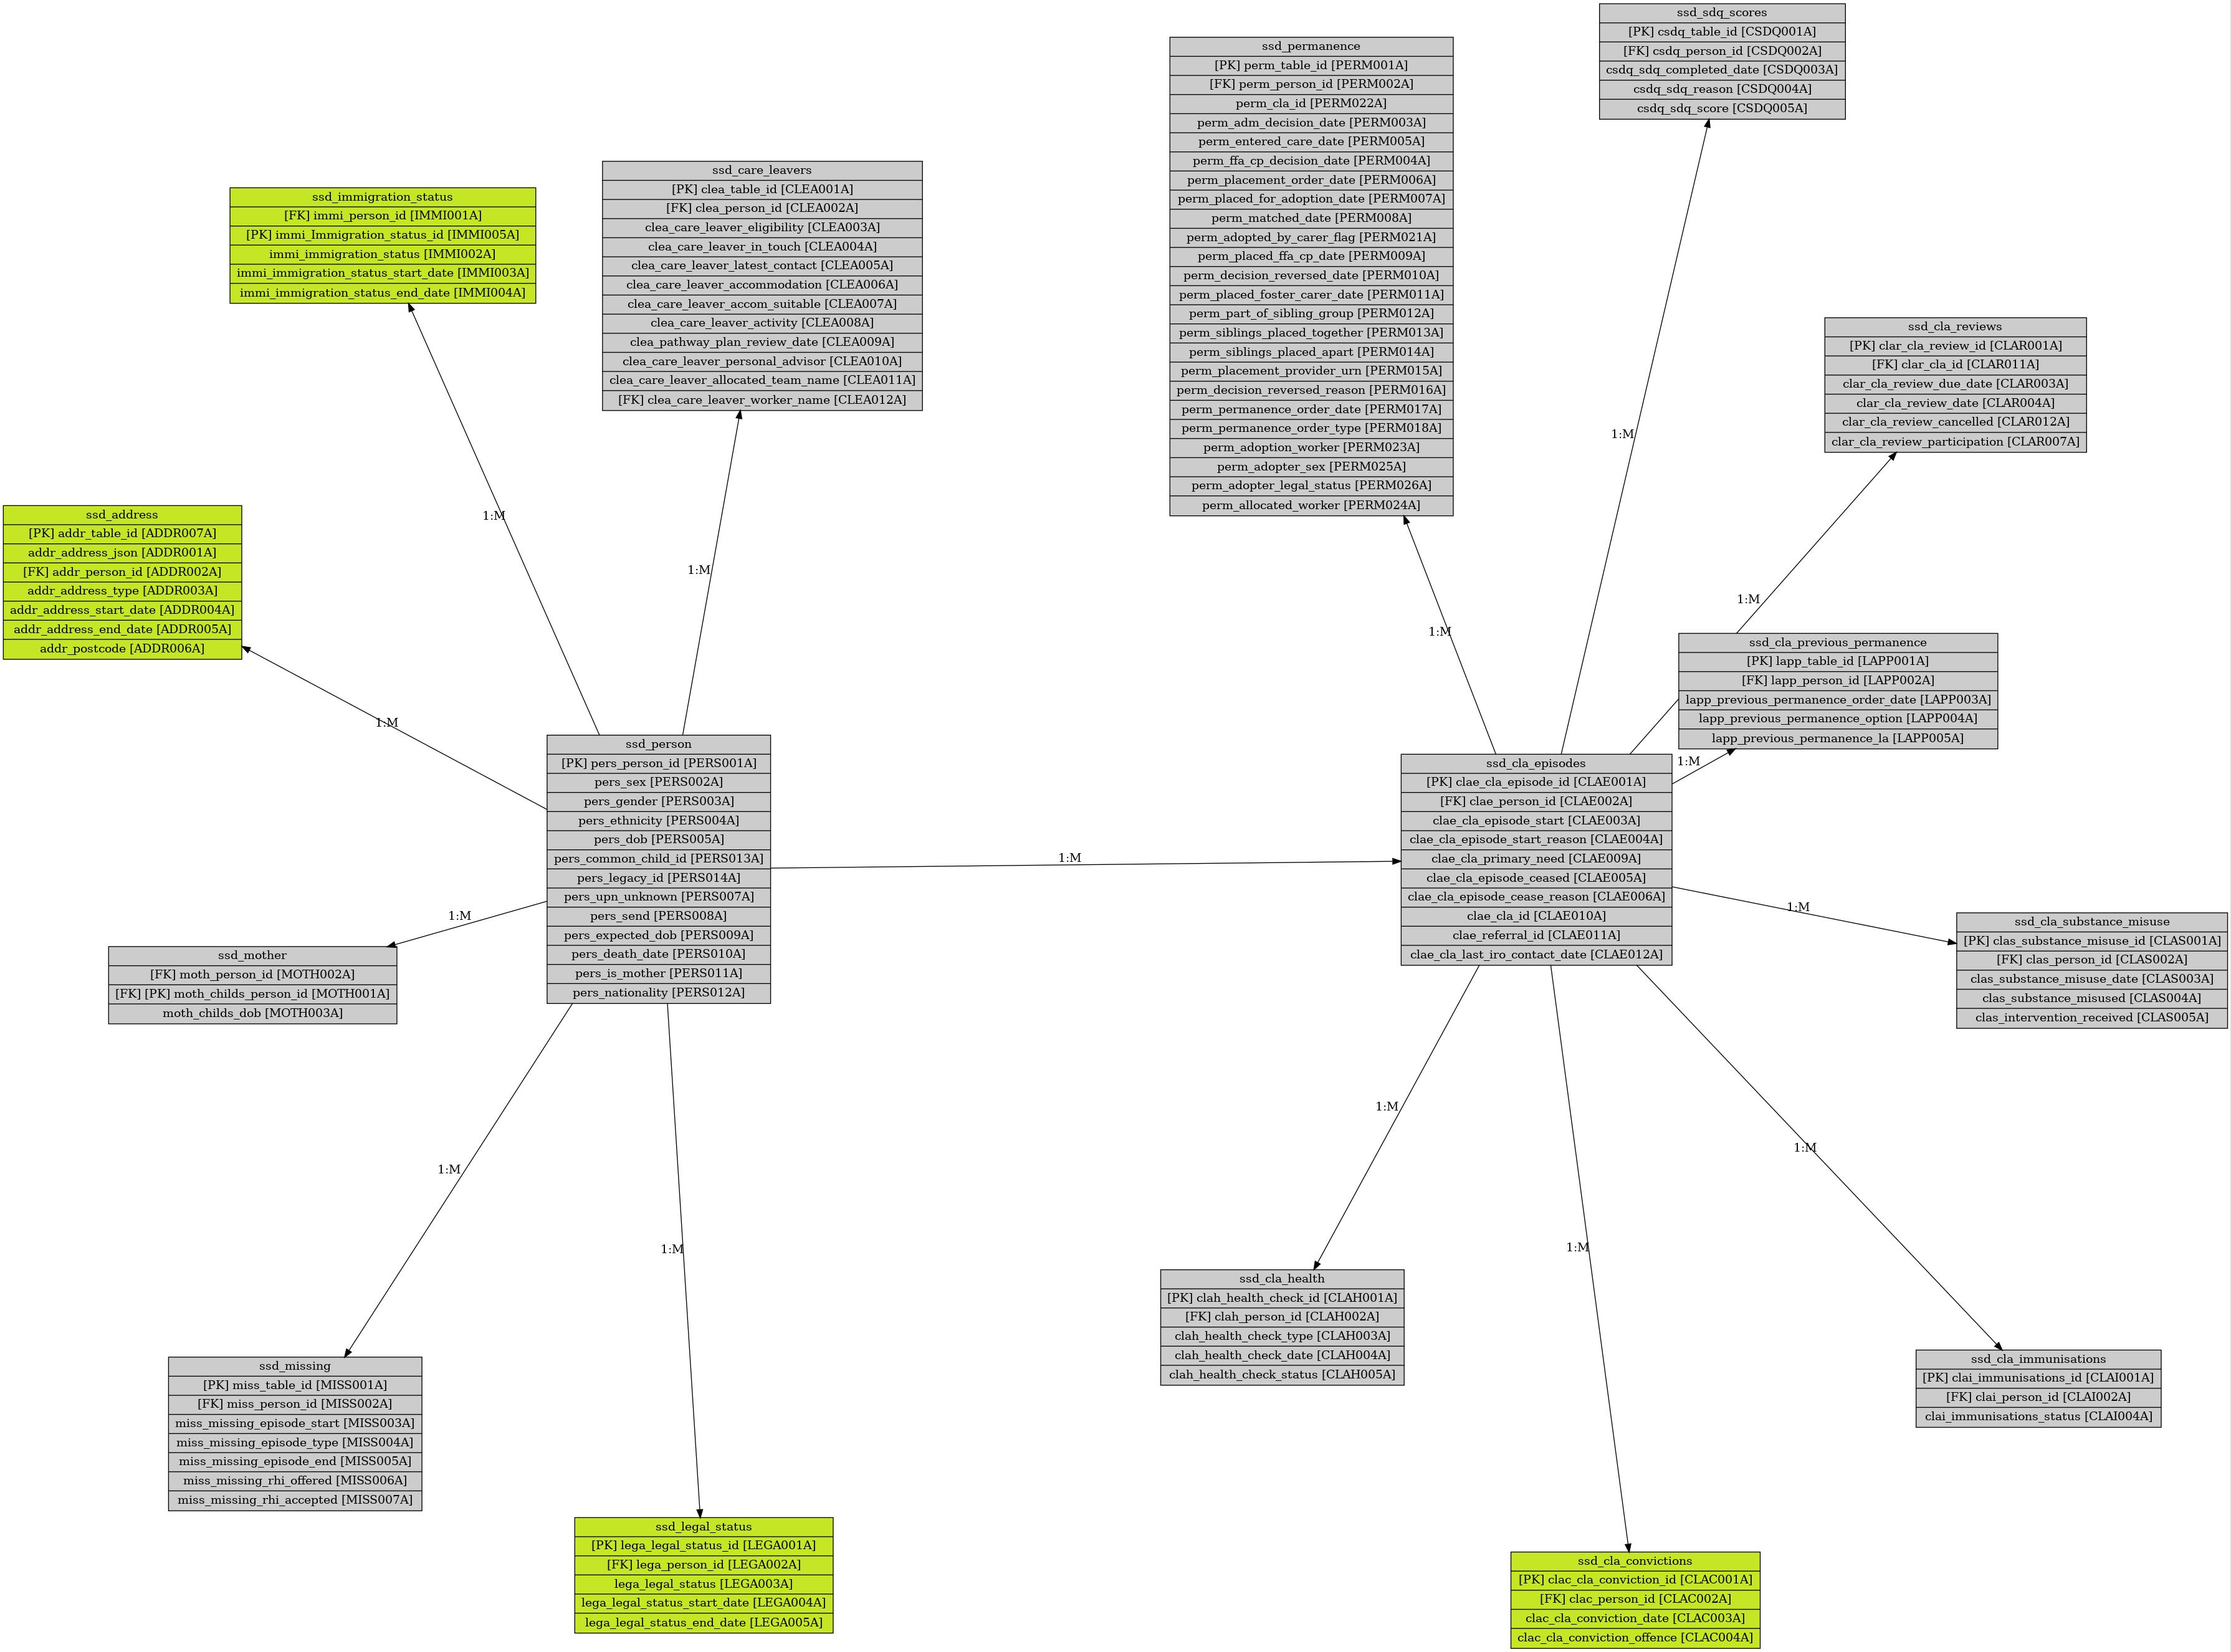 ssd_sdq_scores
[PK] csdq_table_id [CSDQ001A]
[FK] csdq_person_id [CSDQ002A]
csdq_sdq_completed_date [CSDQ003A]
csdq_sdq_reason [CSDQ004A]
csdq_sdq_score [CSDQ005A]
ssd_permanence
[PK] perm_table_id [PERM001A]
[FK] perm_person_id [PERM002A]
perm_cla_id [PERM022A]
perm_adm_decision_date [PERM003A]
perm_entered_care_date [PERM005A]
perm_ffa_cp_decision_date [PERM004A]
perm_placement_order_date [PERM006A]
perm_placed_for_adoption_date [PERM007A]
perm_matched_date [PERM008A]
perm_adopted_by_carer_flag [PERM021A]
perm_placed_ffa_cp_date [PERM009A]
perm_decision_reversed_date [PERM010A]
perm_placed_foster_carer_date [PERM011A]
perm_part_of_sibling_group [PERM012A]
perm_siblings_placed_together [PERM013A]
perm_siblings_placed_apart [PERM014A]
perm_placement_provider_urn [PERM015A]
perm_decision_reversed_reason [PERM016A]
perm_permanence_order_date [PERM017A]
perm_permanence_order_type [PERM018A]
perm_adoption_worker [PERM023A]
perm_adopter_sex [PERM025A]
perm_adopter_legal_status [PERM026A]
perm_allocated_worker [PERM024A]
ssd_care_leavers
[PK] clea_table_id [CLEA001A]
[FK] clea_person_id [CLEA002A]
clea_care_leaver_eligibility [CLEA003A]
clea_care_leaver_in_touch [CLEA004A]
clea_care_leaver_latest_contact [CLEA005A]
clea_care_leaver_accommodation [CLEA006A]
clea_care_leaver_accom_suitable [CLEA007A]
clea_care_leaver_activity [CLEA008A]
clea_pathway_plan_review_date [CLEA009A]
clea_care_leaver_personal_advisor [CLEA010A]
clea_care_leaver_allocated_team_name [CLEA011A]
[FK] clea_care_leaver_worker_name [CLEA012A]
ssd_immigration_status
[FK] immi_person_id [IMMI001A]
[PK] immi_Immigration_status_id [IMMI005A]
immi_immigration_status [IMMI002A]
immi_immigration_status_start_date [IMMI003A]
immi_immigration_status_end_date [IMMI004A]
ssd_cla_reviews
[PK] clar_cla_review_id [CLAR001A]
[FK] clar_cla_id [CLAR011A]
clar_cla_review_due_date [CLAR003A]
clar_cla_review_date [CLAR004A]
clar_cla_review_cancelled [CLAR012A]
clar_cla_review_participation [CLAR007A]
1:M
1:M
1:M
1:M
1:M
ssd_address
[PK] addr_table_id [ADDR007A]
addr_address_json [ADDR001A]
[FK] addr_person_id [ADDR002A]
addr_address_type [ADDR003A]
addr_address_start_date [ADDR004A]
addr_address_end_date [ADDR005A]
addr_postcode [ADDR006A]
ssd_cla_previous_permanence
[PK] lapp_table_id [LAPP001A]
[FK] lapp_person_id [LAPP002A]
lapp_previous_permanence_order_date [LAPP003A]
lapp_previous_permanence_option [LAPP004A]
lapp_previous_permanence_la [LAPP005A]
1:M
1:M
ssd_person
[PK] pers_person_id [PERS001A]
pers_sex [PERS002A]
pers_gender [PERS003A]
pers_ethnicity [PERS004A]
pers_dob [PERS005A]
pers_common_child_id [PERS013A]
pers_legacy_id [PERS014A]
pers_upn_unknown [PERS007A]
pers_send [PERS008A]
pers_expected_dob [PERS009A]
pers_death_date [PERS010A]
pers_is_mother [PERS011A]
pers_nationality [PERS012A]
1:M
ssd_cla_episodes
[PK] clae_cla_episode_id [CLAE001A]
[FK] clae_person_id [CLAE002A]
clae_cla_episode_start [CLAE003A]
clae_cla_episode_start_reason [CLAE004A]
clae_cla_primary_need [CLAE009A]
clae_cla_episode_ceased [CLAE005A]
clae_cla_episode_cease_reason [CLAE006A]
clae_cla_id [CLAE010A]
clae_referral_id [CLAE011A]
clae_cla_last_iro_contact_date [CLAE012A]
1:M
1:M
ssd_cla_substance_misuse
[PK] clas_substance_misuse_id [CLAS001A]
[FK] clas_person_id [CLAS002A]
clas_substance_misuse_date [CLAS003A]
clas_substance_misused [CLAS004A]
clas_intervention_received [CLAS005A]
ssd_mother
[FK] moth_person_id [MOTH002A]
[FK] [PK] moth_childs_person_id [MOTH001A]
moth_childs_dob [MOTH003A]
1:M
1:M
1:M
1:M
1:M
ssd_cla_health
[PK] clah_health_check_id [CLAH001A]
[FK] clah_person_id [CLAH002A]
clah_health_check_type [CLAH003A]
clah_health_check_date [CLAH004A]
clah_health_check_status [CLAH005A]
ssd_cla_immunisations
[PK] clai_immunisations_id [CLAI001A]
[FK] clai_person_id [CLAI002A]
clai_immunisations_status [CLAI004A]
ssd_missing
[PK] miss_table_id [MISS001A]
[FK] miss_person_id [MISS002A]
miss_missing_episode_start [MISS003A]
miss_missing_episode_type [MISS004A]
miss_missing_episode_end [MISS005A]
miss_missing_rhi_offered [MISS006A]
miss_missing_rhi_accepted [MISS007A]
ssd_legal_status
[PK] lega_legal_status_id [LEGA001A]
[FK] lega_person_id [LEGA002A]
lega_legal_status [LEGA003A]
lega_legal_status_start_date [LEGA004A]
lega_legal_status_end_date [LEGA005A]
ssd_cla_convictions
[PK] clac_cla_conviction_id [CLAC001A]
[FK] clac_person_id [CLAC002A]
clac_cla_conviction_date [CLAC003A]
clac_cla_conviction_offence [CLAC004A]